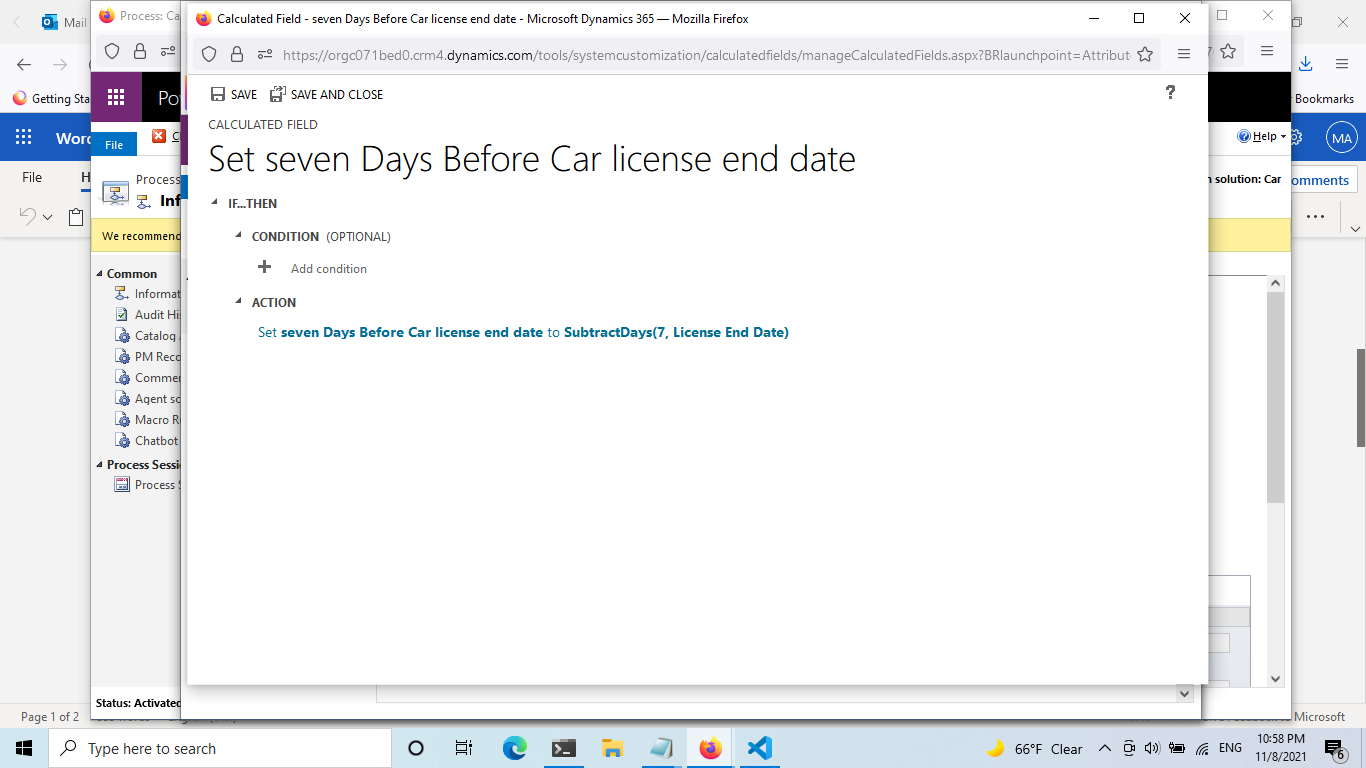 Mail
Process: Ca
Calculated Field - seven Days Before Car license end date - Microsoft Dynamics 365 — Mozilla Firefox
https://orgc071bed0.crm4.dynamics.com/tools/systemcustomization/calculatedfields/manageCalculatedFields.aspx?BRlaunchpoint=Attribut
Getting Sta
Po
Bookmarks
SAVE
SAVE AND CLOSE
?
CALCULATED FIELD
Set seven Days Before Car license end date
Word
File
Help
MA
File
H
Process
Inf
n solution: Car
omments
We recommend
IF...THEN
CONDITION (OPTIONAL)
Add condition
ACTION
Set seven Days Before Car license end date to SubtractDays(7, License End Date)
Common
Informat
Audit His
Catalog
PM Reco
Commer
Agent sc
Macro R
Chatbot
Process Sessi
Process S
Status: Activated
Page 1 of 2
Microsoft
Type here to search
66°F Clear
ENG
10:58 PM
11/8/2021
6